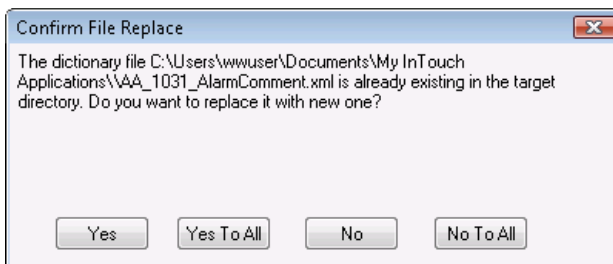 Confirm File Replace
The dictionary file C:\Users\wwuser\Documents\My InTouch
Applications\\AA_1031_AlarmComment.xml is already existing in the target
directory. Do you want to replace it with new one?
Yes
Yes To All
No
No To All